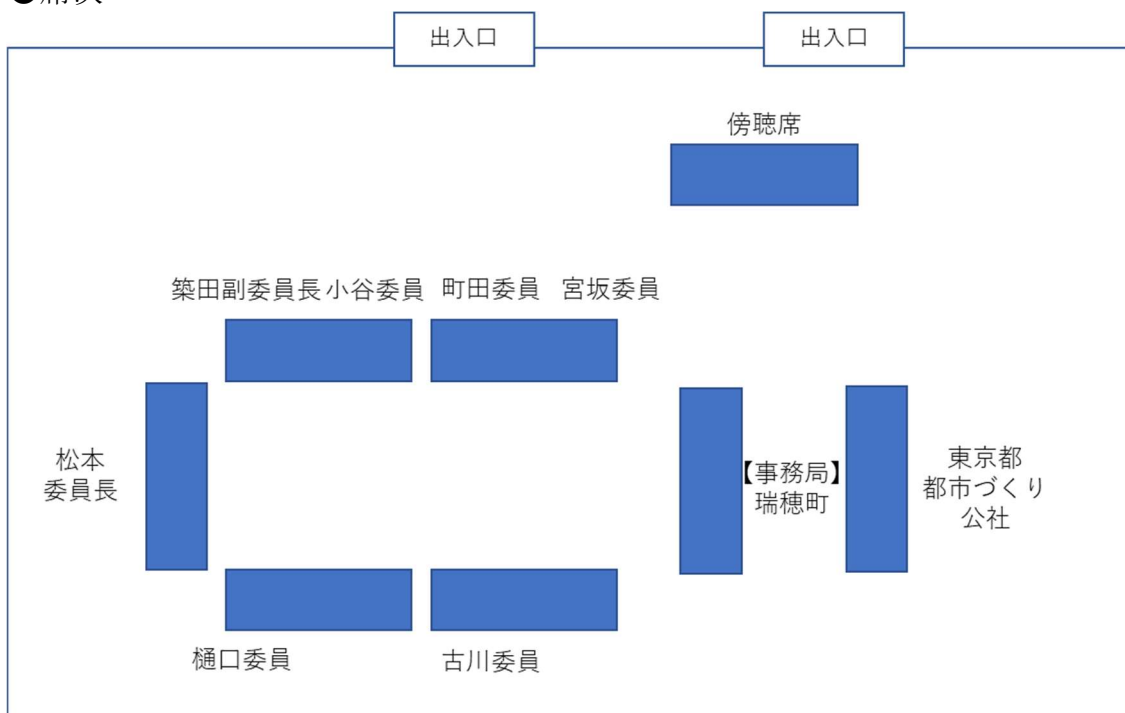 出入口
出入口
傍聴席
築田副委員長 小谷委員 町田委員 宮坂委員
松本
委員長
【事務局】
瑞穂町
東京都
都市づくり
公社
樋口委員
古川委員